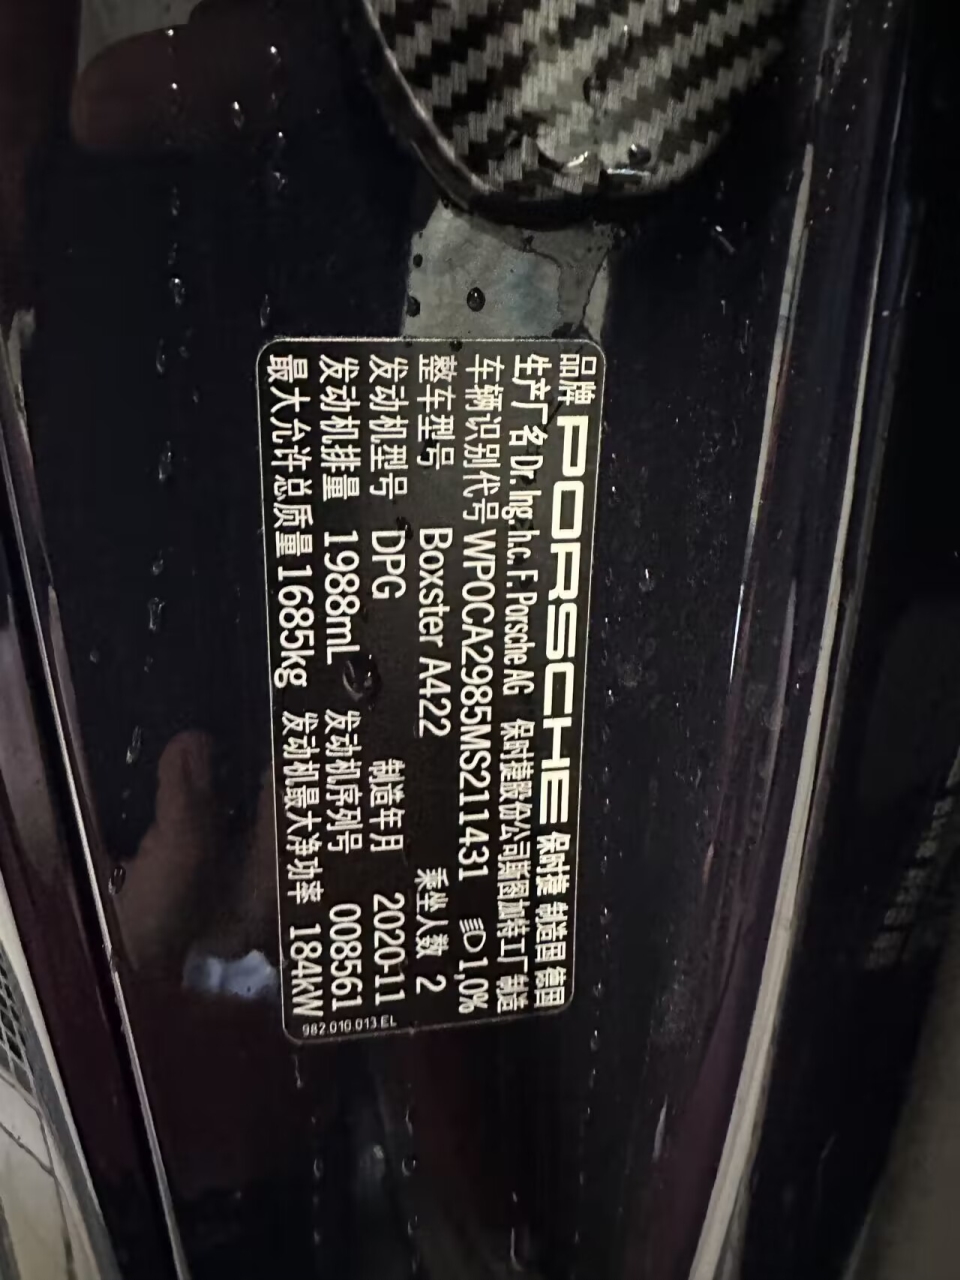 品牌 PORSCHE 保时捷 制造国 德国
生产厂名 Dr. Ing. h.c. F. Porsche AG 保时捷股份公司斯图加特工厂 制造
车辆识别代号 WP0CA2985MS211431 1,0%
整车型号 Boxster A422 乘坐人数 2
发动机型号 DPG 制造年月 2020-11
发动机排量 1988mL 发动机序列号 008561
最大允许总质量 1685kg 发动机最大净功率 184kW
982.010.013.EL